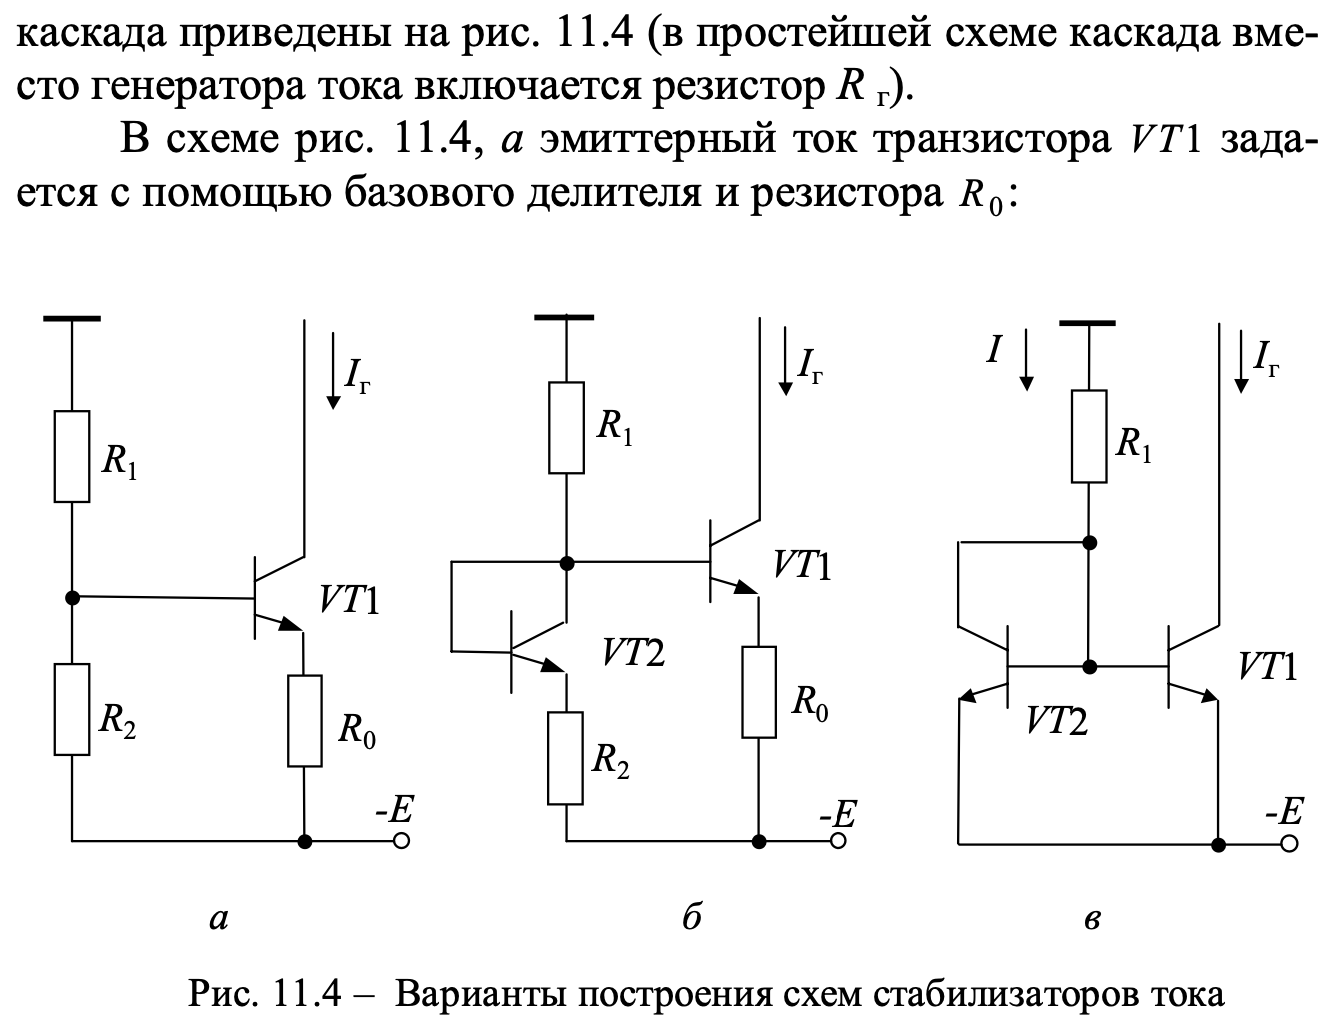 каскада приведены на рис. 11.4 (в простейшей схеме каскада вме-
сто генератора тока включается резистор R г).
В схеме рис. 11.4, а эмиттерный ток транзистора VT1 зада-
ется с помощью базового делителя и резистора R0:
R1
Iг
VT1
R2
R0
-E
R1
Iг
VT1
VT2
R0
R2
-E
I
Iг
R1
VT1
VT2
-E
а
б
в
Рис. 11.4 – Варианты построения схем стабилизаторов тока